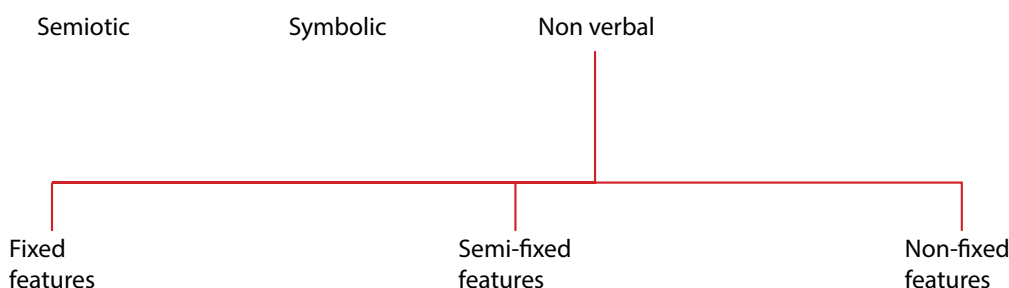 Semiotic
Symbolic
Non verbal
Fixed
features
Semi-fixed
features
Non-fixed
features